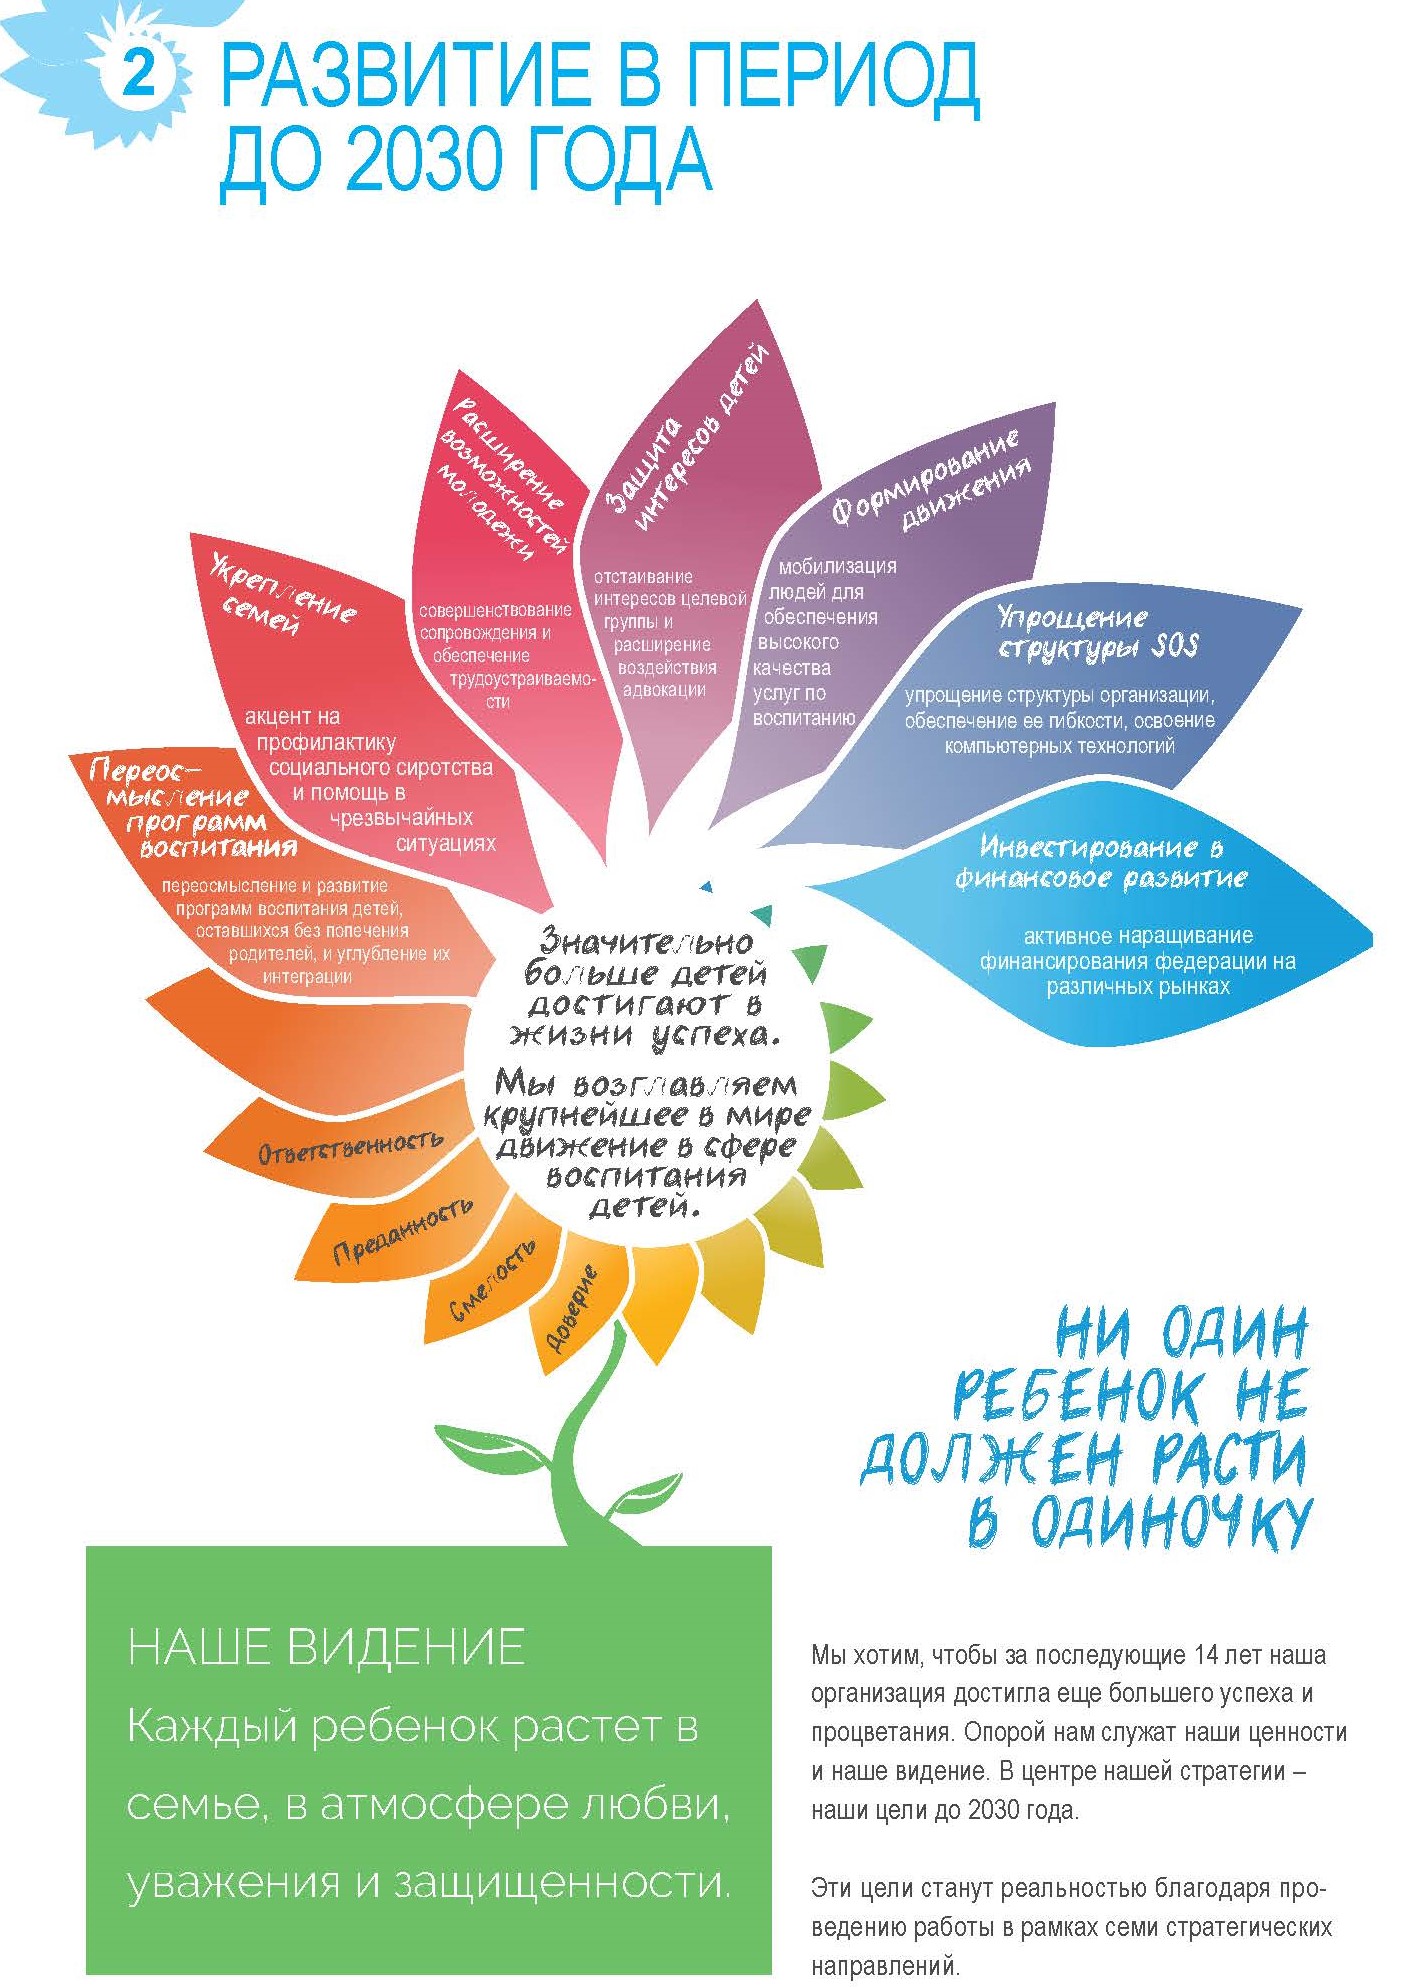 2
РАЗВИТИЕ В ПЕРИОД
ДО 2030 ГОДА
Переос–
мысление
программ
воспитания
переосмысление и развитие
программ воспитания детей,
оставшихся без попечения
родителей, и углубление их
интеграции
Укрепление
семей
акцент на
профилактику
социального сиротства
и помощь в
чрезвычайных
ситуациях
Расширение
возможностей
молодежи
совершенствование
сопровождения и
обеспечение
трудоустраиваемо-
сти
Защита
интересов детей
отстаивание
интересов целевой
группы и
расширение
воздействия
адвокации
Формирование
движения
мобилизация
людей для
обеспечения
высокого
качества
услуг по
воспитанию
Упрощение
структуры SOS
упрощение структуры организации,
обеспечение ее гибкости, освоение
компьютерных технологий
Инвестирование в
финансовое развитие
активное наращивание
финансирования федерации на
различных рынках
Значительно
больше детей
достигают в
жизни успеха.
Мы возглавляем
крупнейшее в мире
движение в сфере
воспитания
детей.
Ответственность
Преданность
Смелость
Доверие
НИ ОДИН
РЕБЕНОК НЕ
ДОЛЖЕН РАСТИ
В ОДИНОЧКУ
НАШЕ ВИДЕНИЕ
Каждый ребенок растет в
семье, в атмосфере любви,
уважения и защищенности.
Мы хотим, чтобы за последующие 14 лет наша
организация достигла еще большего успеха и
процветания. Опорой нам служат наши ценности
и наше видение. В центре нашей стратегии –
наши цели до 2030 года.
Эти цели станут реальностью благодаря про-
ведению работы в рамках семи стратегических
направлений.